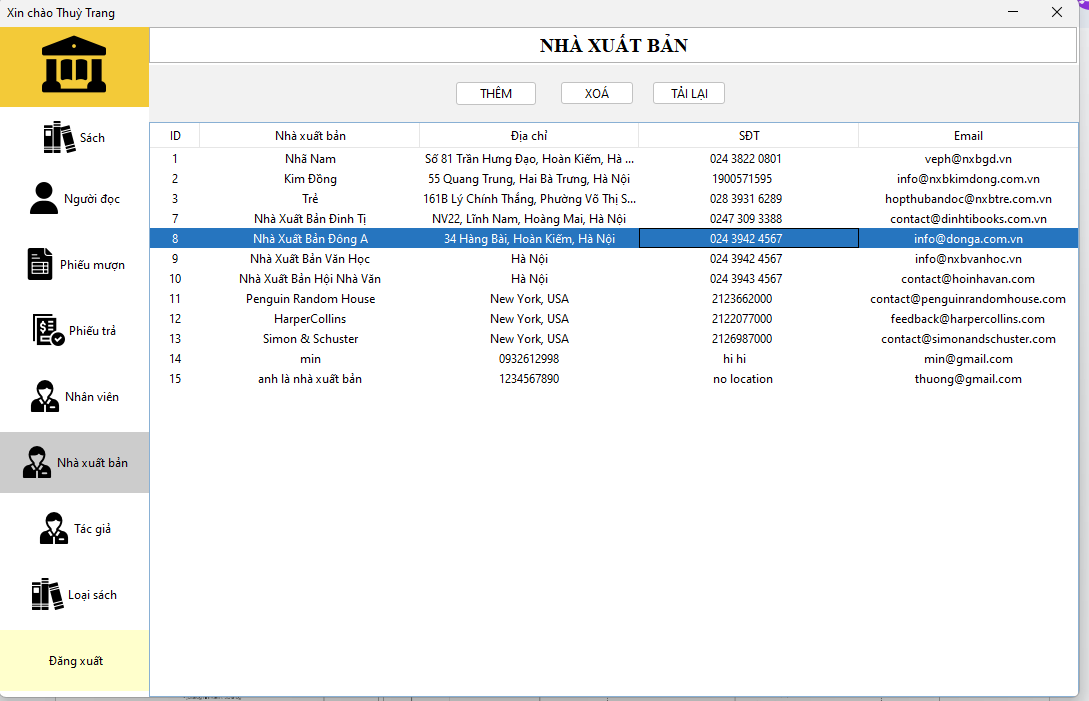 Xin chào Thuỳ Trang
NHÀ XUẤT BẢN
THÊM XOÁ TẢI LẠI
Sách
Người đọc
Phiếu mượn
Phiếu trả
Nhân viên
Nhà xuất bản
Tác giả
Loại sách
Đăng xuất
ID Nhà xuất bản Địa chỉ SĐT Email
1 Nhã Nam Số 81 Trần Hưng Đạo, Hoàn Kiếm, Hà ... 024 3822 0801 veph@nxbgd.vn
2 Kim Đồng 55 Quang Trung, Hai Bà Trưng, Hà Nội 1900571595 info@nxbkimdong.com.vn
3 Trẻ 161B Lý Chính Thắng, Phường Võ Thị S... 028 3931 6289 hopthubandoc@nxbtre.com.vn
7 Nhà Xuất Bản Đinh Tị NV22, Lĩnh Nam, Hoàng Mai, Hà Nội 0247 309 3388 contact@dinhtibooks.com.vn
8 Nhà Xuất Bản Đông A 34 Hàng Bài, Hoàn Kiếm, Hà Nội 024 3942 4567 info@donga.com.vn
9 Nhà Xuất Bản Văn Học Hà Nội 024 3942 4567 info@nxbvanhoc.vn
10 Nhà Xuất Bản Hội Nhà Văn Hà Nội 024 3943 4567 contact@hoinhavan.com
11 Penguin Random House New York, USA 2123662000 contact@penguinrandomhouse.com
12 HarperCollins New York, USA 2122077000 feedback@harpercollins.com
13 Simon & Schuster New York, USA 2126987000 contact@simonandschuster.com
14 min 0932612998 hi hi min@gmail.com
15 anh là nhà xuất bản 1234567890 no location thuong@gmail.com